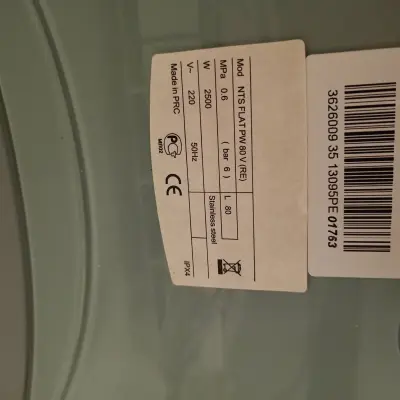 Mod NTS FLAT PW 80 V (RE)
MPa 0.6 ( bar 6 ) L 80
W 2500 Stainless steel
V~ 220 50Hz
Made in PRC IPX4
CE
3626009 35 13095PE 01763